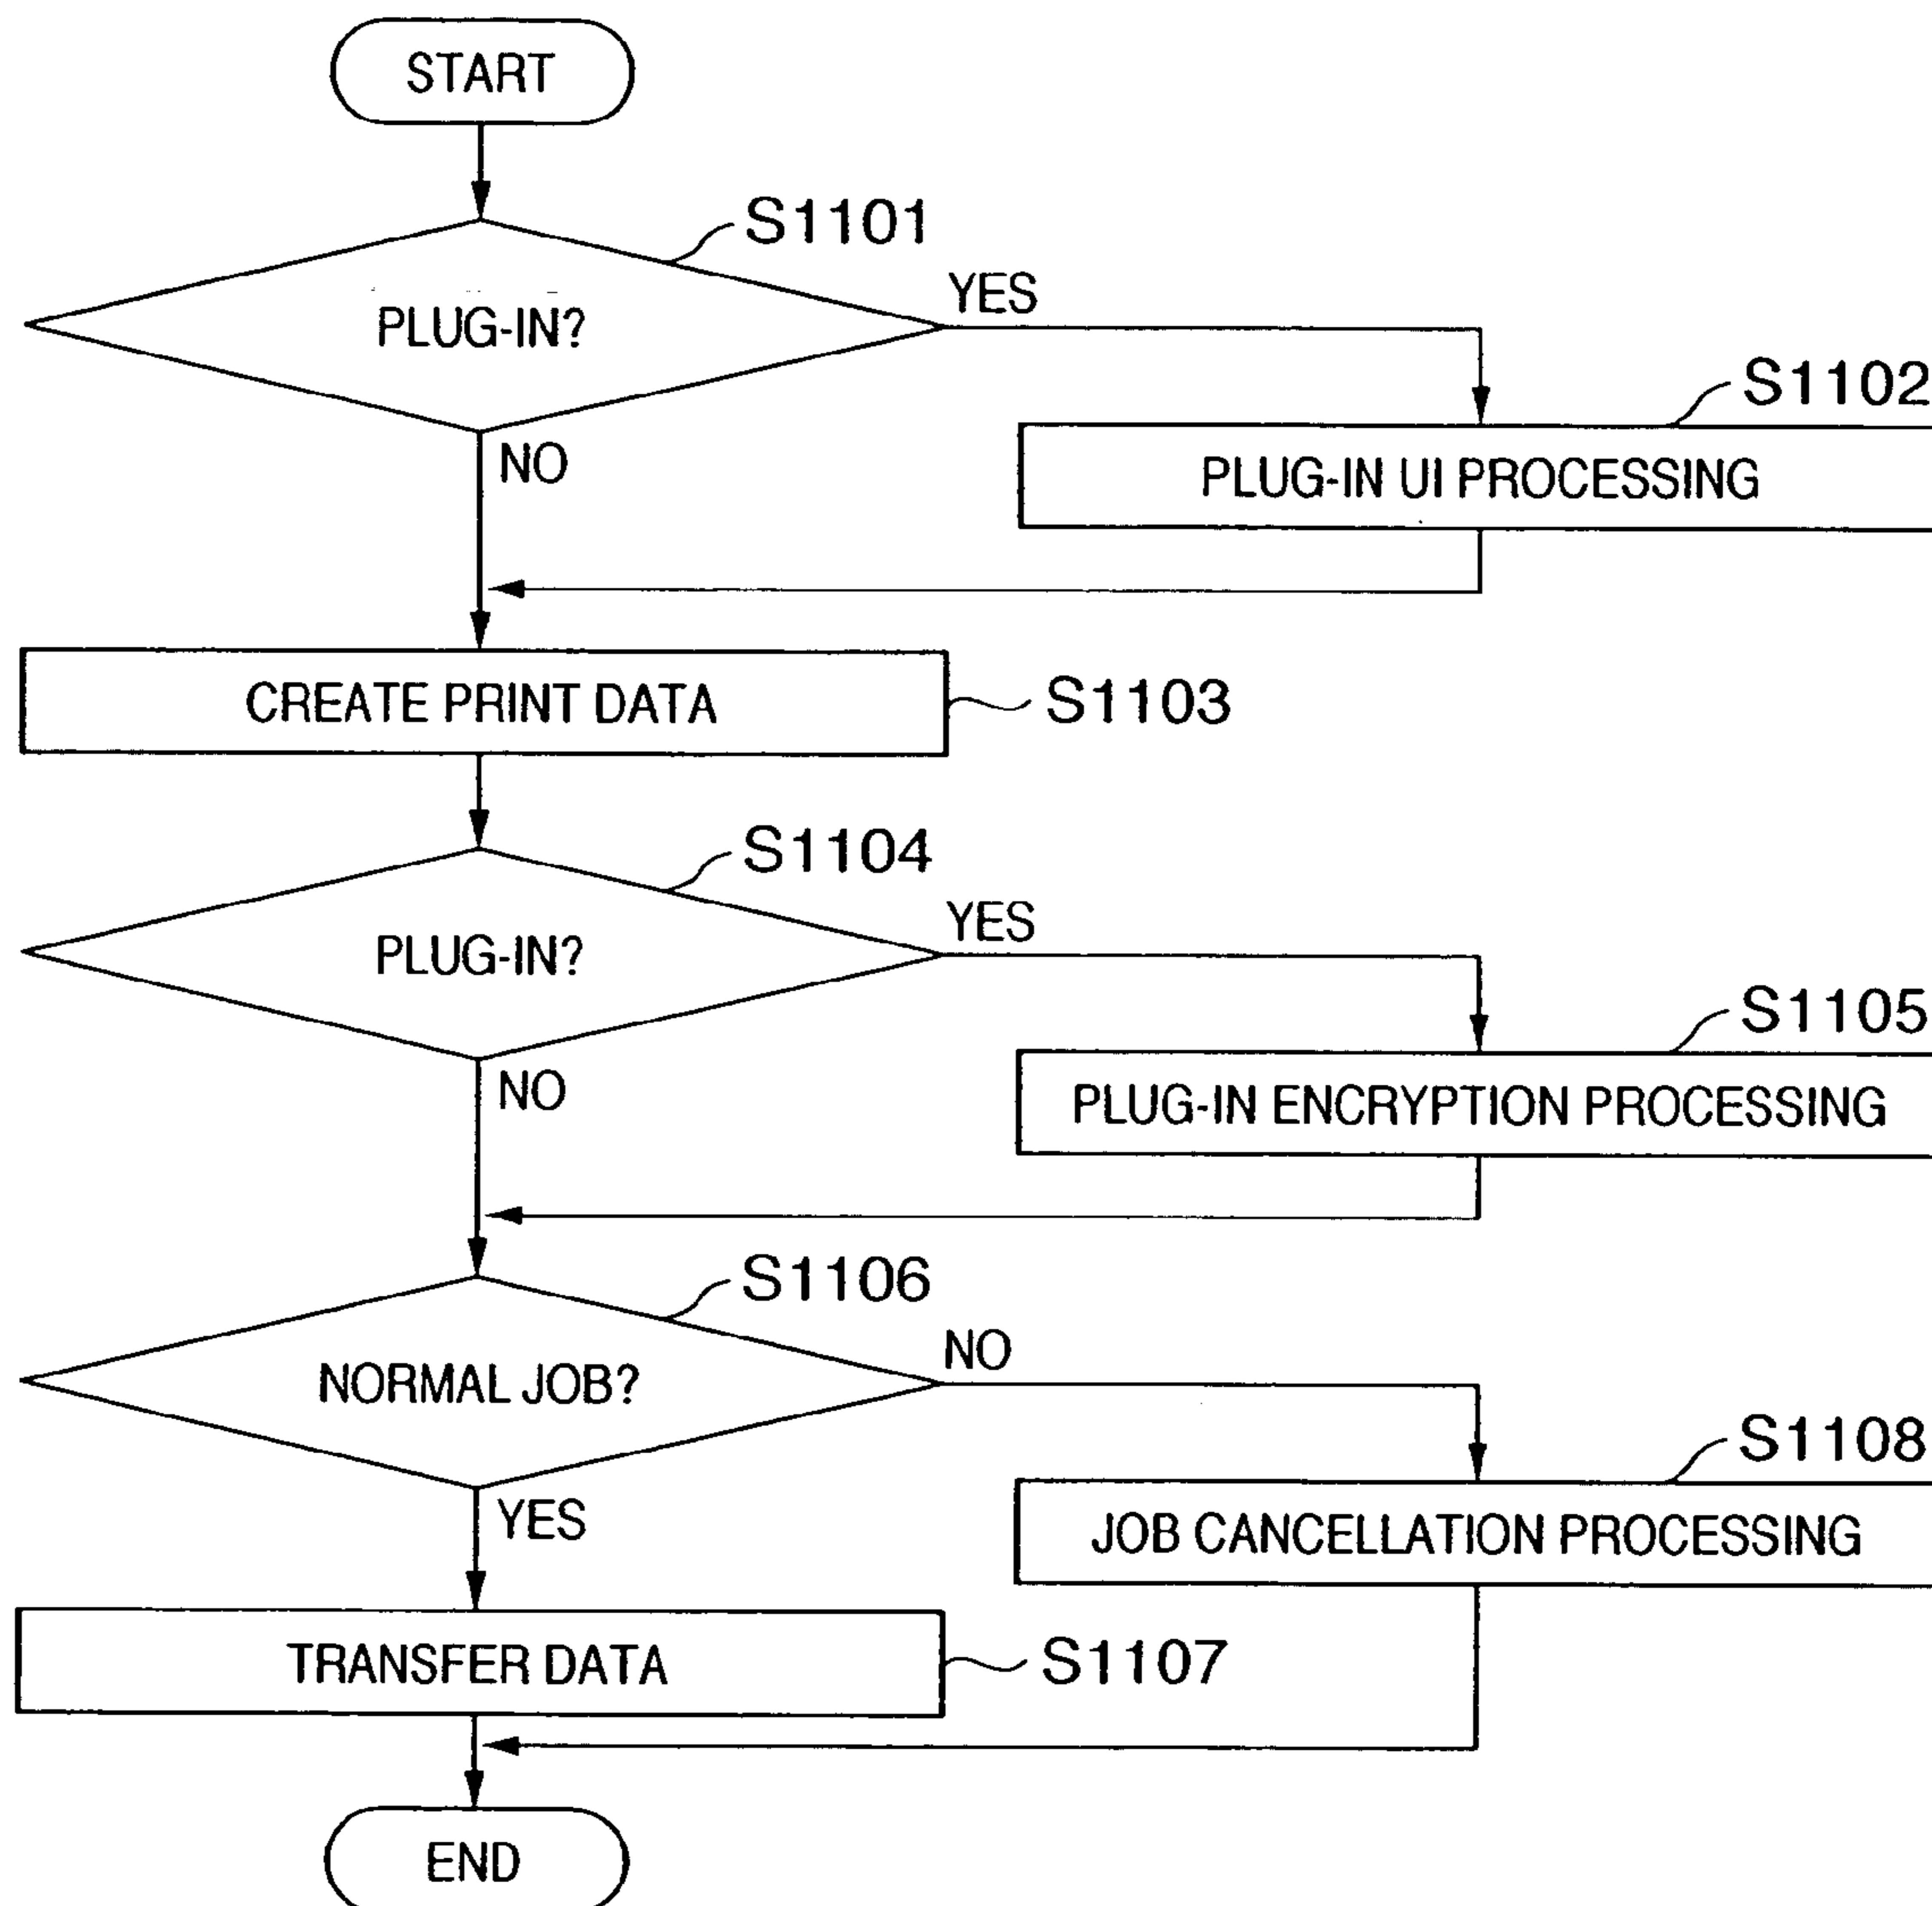 START
S1101
PLUG-IN?
YES
NO
S1102
PLUG-IN UI PROCESSING
CREATE PRINT DATA
S1103
S1104
PLUG-IN?
YES
NO
S1105
PLUG-IN ENCRYPTION PROCESSING
S1106
NORMAL JOB?
NO
YES
S1108
JOB CANCELLATION PROCESSING
TRANSFER DATA
S1107
END